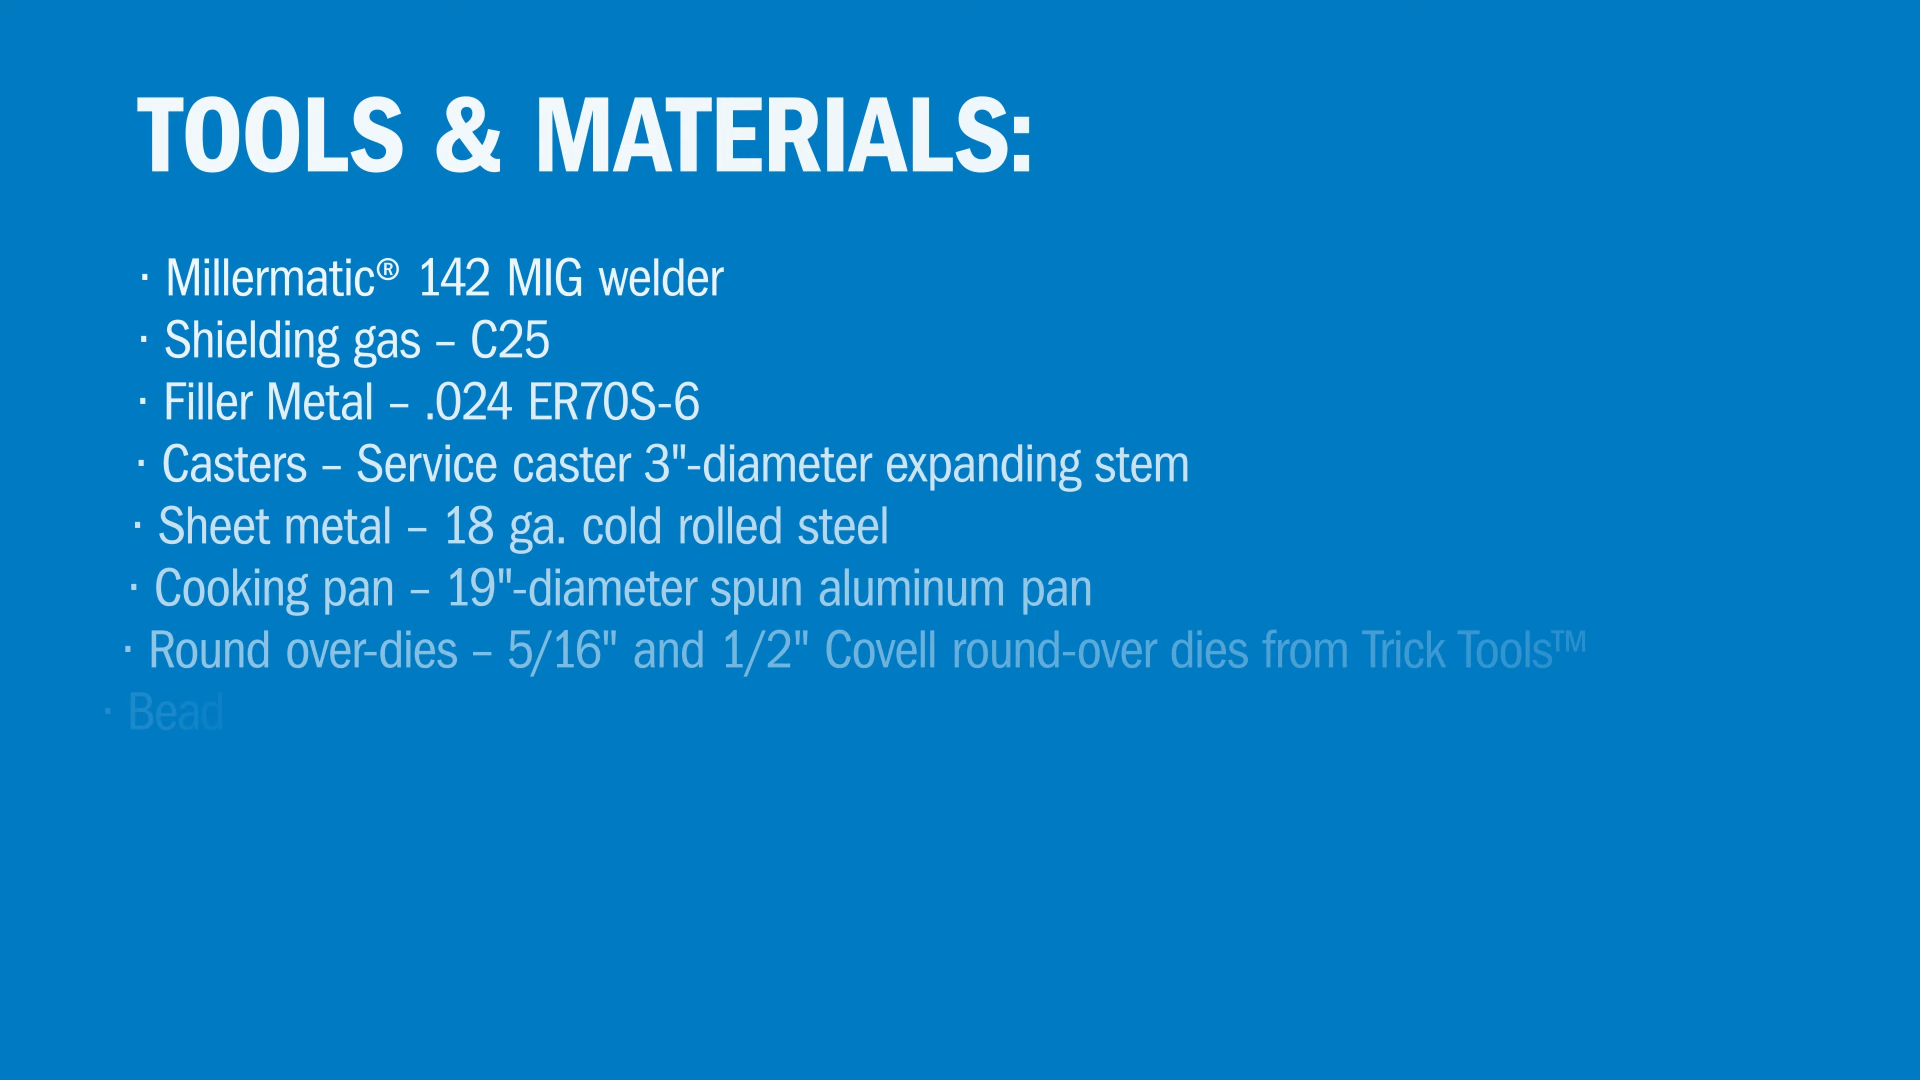 TOOLS & MATERIALS:
· Millermatic® 142 MIG welder
· Shielding gas – C25
· Filler Metal – .024 ER70S-6
· Casters – Service caster 3"-diameter expanding stem
· Sheet metal – 18 ga. cold rolled steel
· Cooking pan – 19"-diameter spun aluminum pan
· Round over-dies – 5/16" and 1/2" Covell round-over dies from Trick Tools™
· Bead